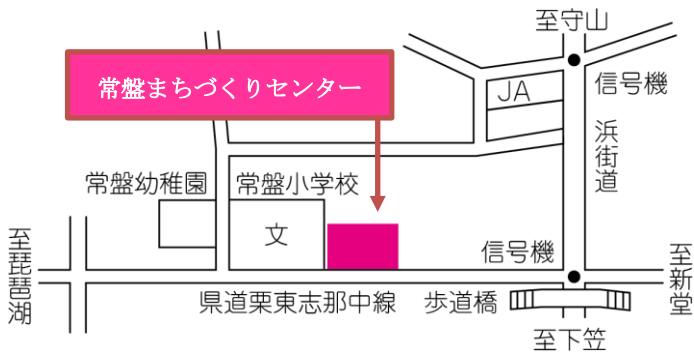 至守山
常盤まちづくりセンター
JA
信号機
浜街道
常盤幼稚園
常盤小学校
文
信号機
至琵琶湖
至新堂
県道栗東志那中線
歩道橋
至下笠